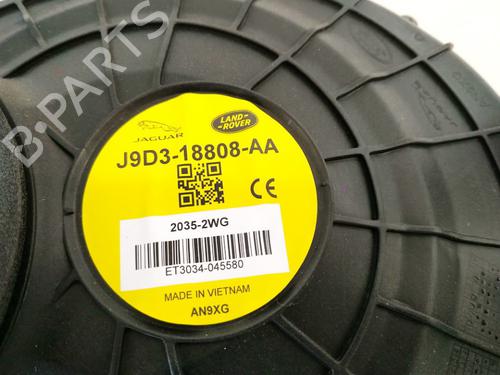 B-PARTS
JAGUAR
LAND-
ROVER
J9D3-18808-AA
CE
2035-2WG
ET3034-045580
MADE IN VIETNAM
AN9XG